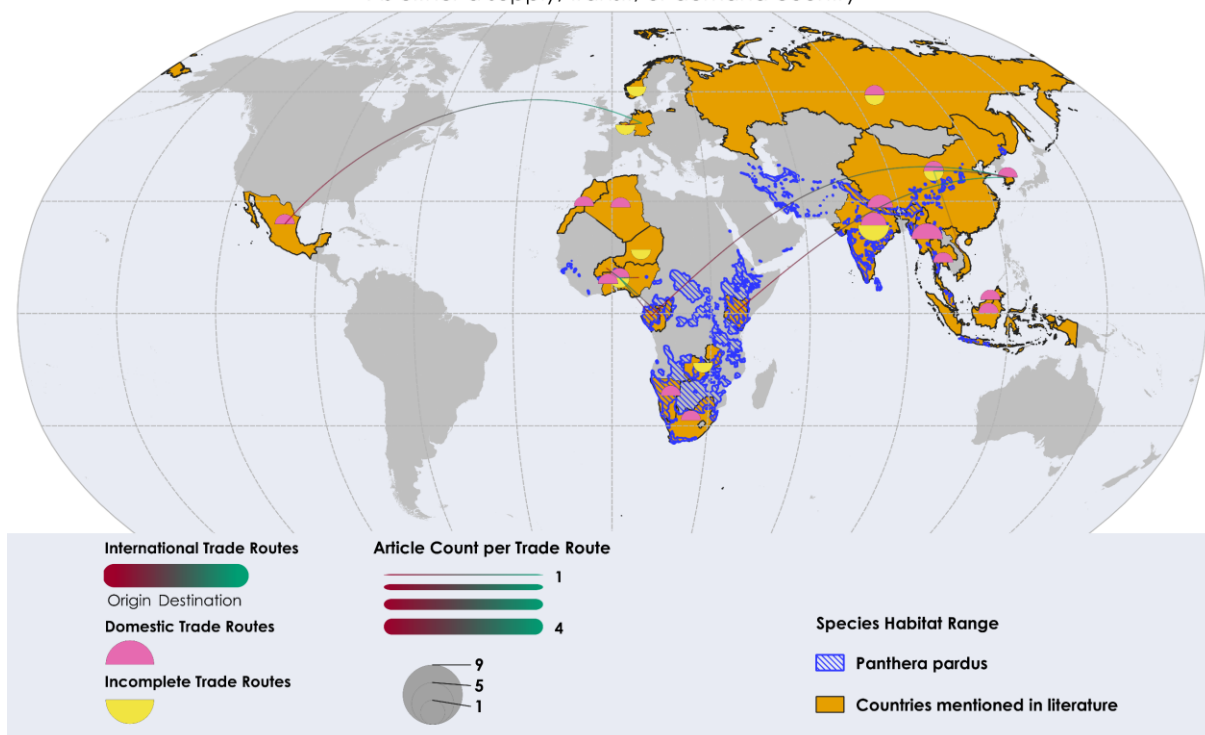 International Trade Routes
Origin Destination
Domestic Trade Routes
Incomplete Trade Routes
Article Count per Trade Route
1
4
9
5
1
Species Habitat Range
Panthera pardus
Countries mentioned in literature